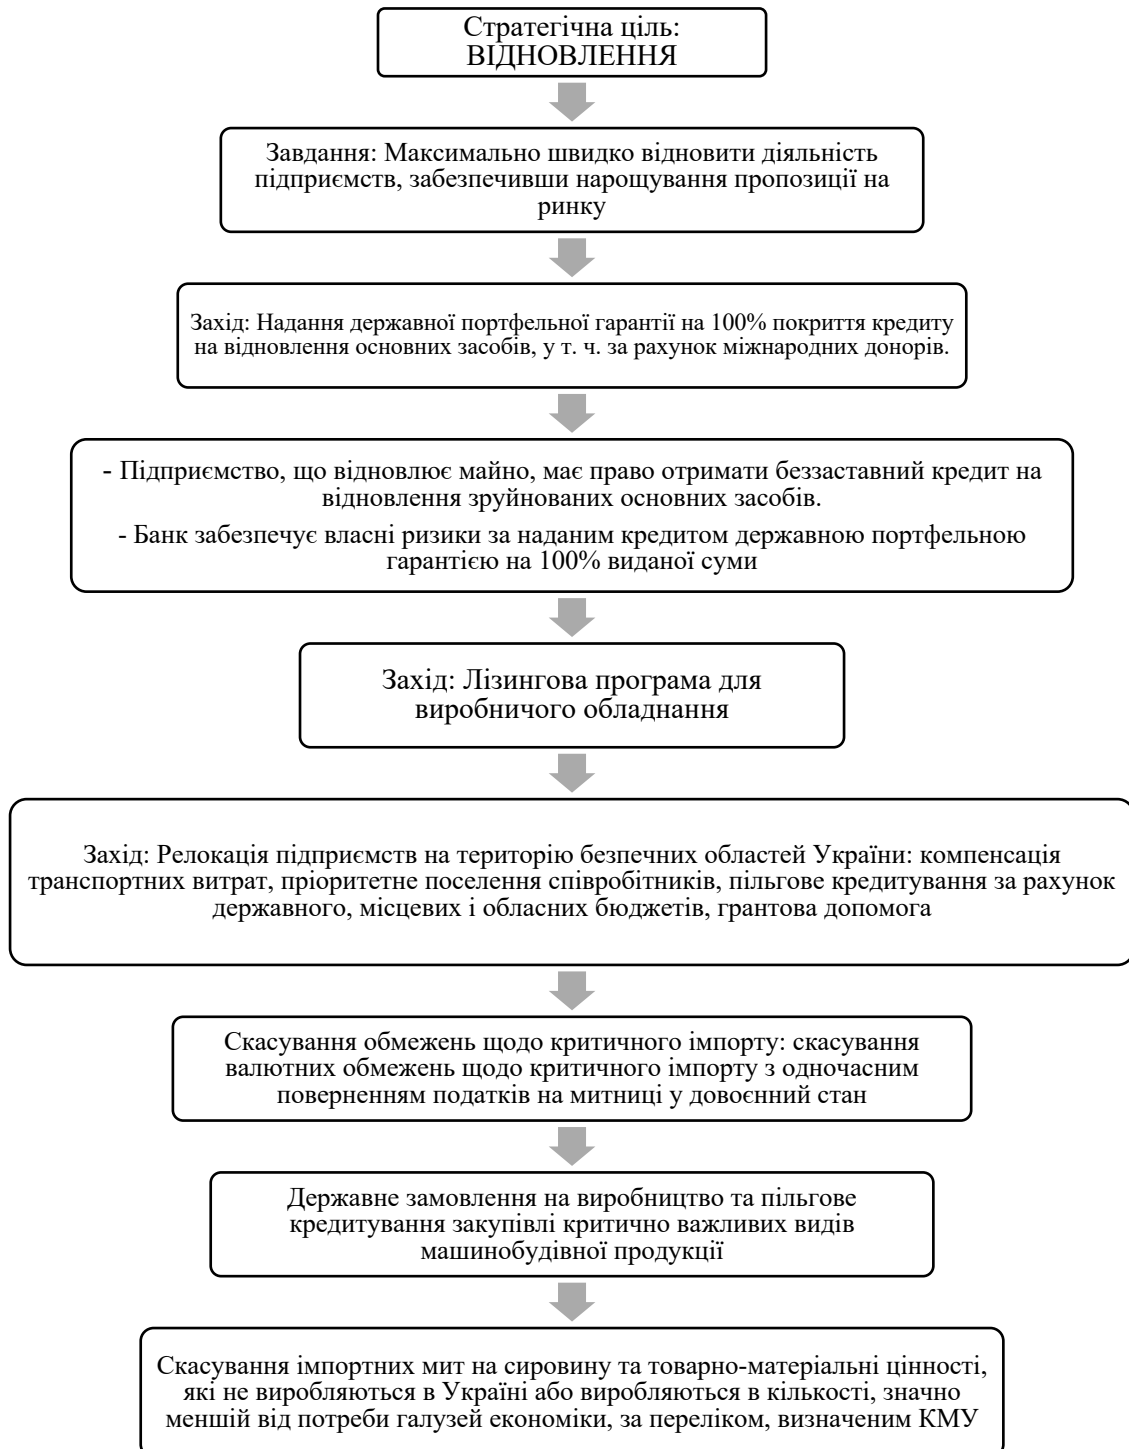 Стратегічна ціль:
ВІДНОВЛЕННЯ
Завдання: Максимально швидко відновити діяльність
підприємств, забезпечивши нарощування пропозиції на
ринку
Захід: Надання державної портфельної гарантії на 100% покриття кредиту
на відновлення основних засобів, у т. ч. за рахунок міжнародних донорів.
- Підприємство, що відновлює майно, має право отримати беззаставний кредит на
відновлення зруйнованих основних засобів.
- Банк забезпечує власні ризики за наданим кредитом державною портфельною
гарантією на 100% виданої суми
Захід: Лізингова програма для
виробничого обладнання
Захід: Релокація підприємств на територію безпечних областей України: компенсація
транспортних витрат, пріоритетне поселення співробітників, пільгове кредитування за рахунок
державного, місцевих і обласних бюджетів, грантова допомога
Скасування обмежень щодо критичного імпорту: скасування
валютних обмежень щодо критичного імпорту з одночасним
поверненням податків на митниці у довоєнний стан
Державне замовлення на виробництво та пільгове
кредитування закупівлі критично важливих видів
машинобудівної продукції
Скасування імпортних мит на сировину та товарно-матеріальні цінності,
які не виробляються в Україні або виробляються в кількості, значно
меншій від потреби галузей економіки, за переліком, визначеним КМУ